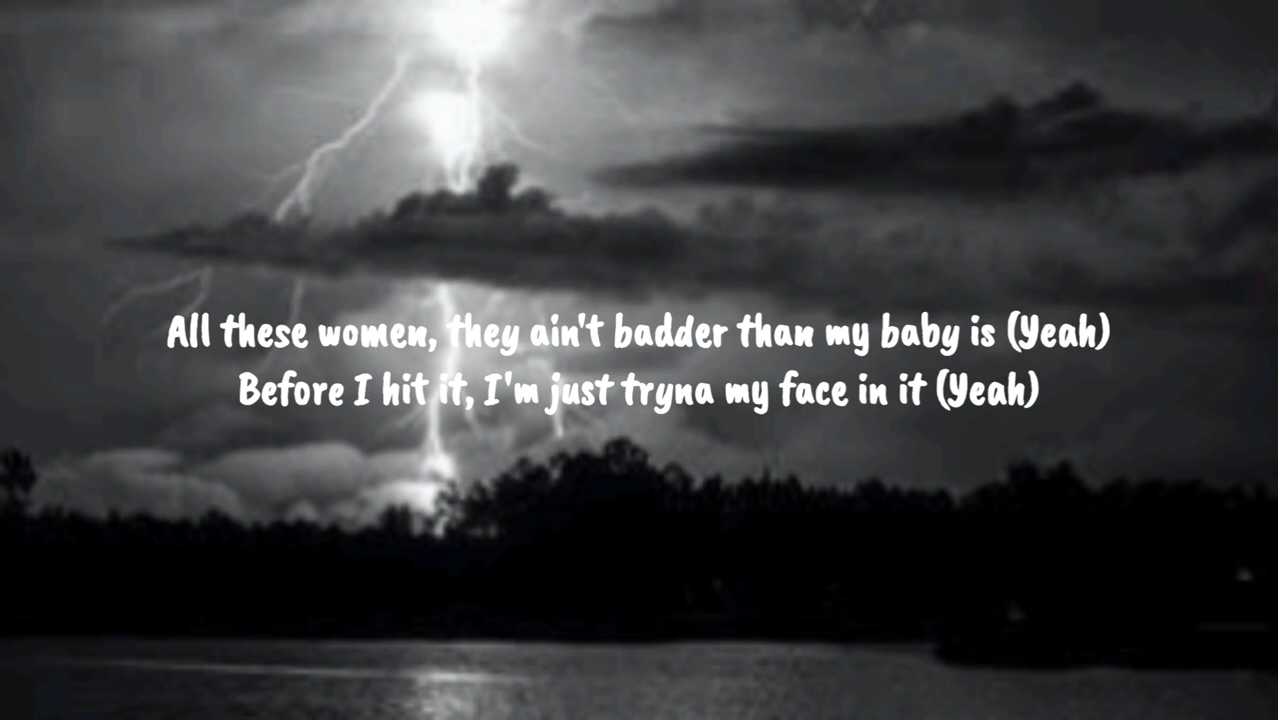 All these women, they ain't badder than my baby is (Yeah)
Before I hit it, I'm just tryna my face in it (Yeah)